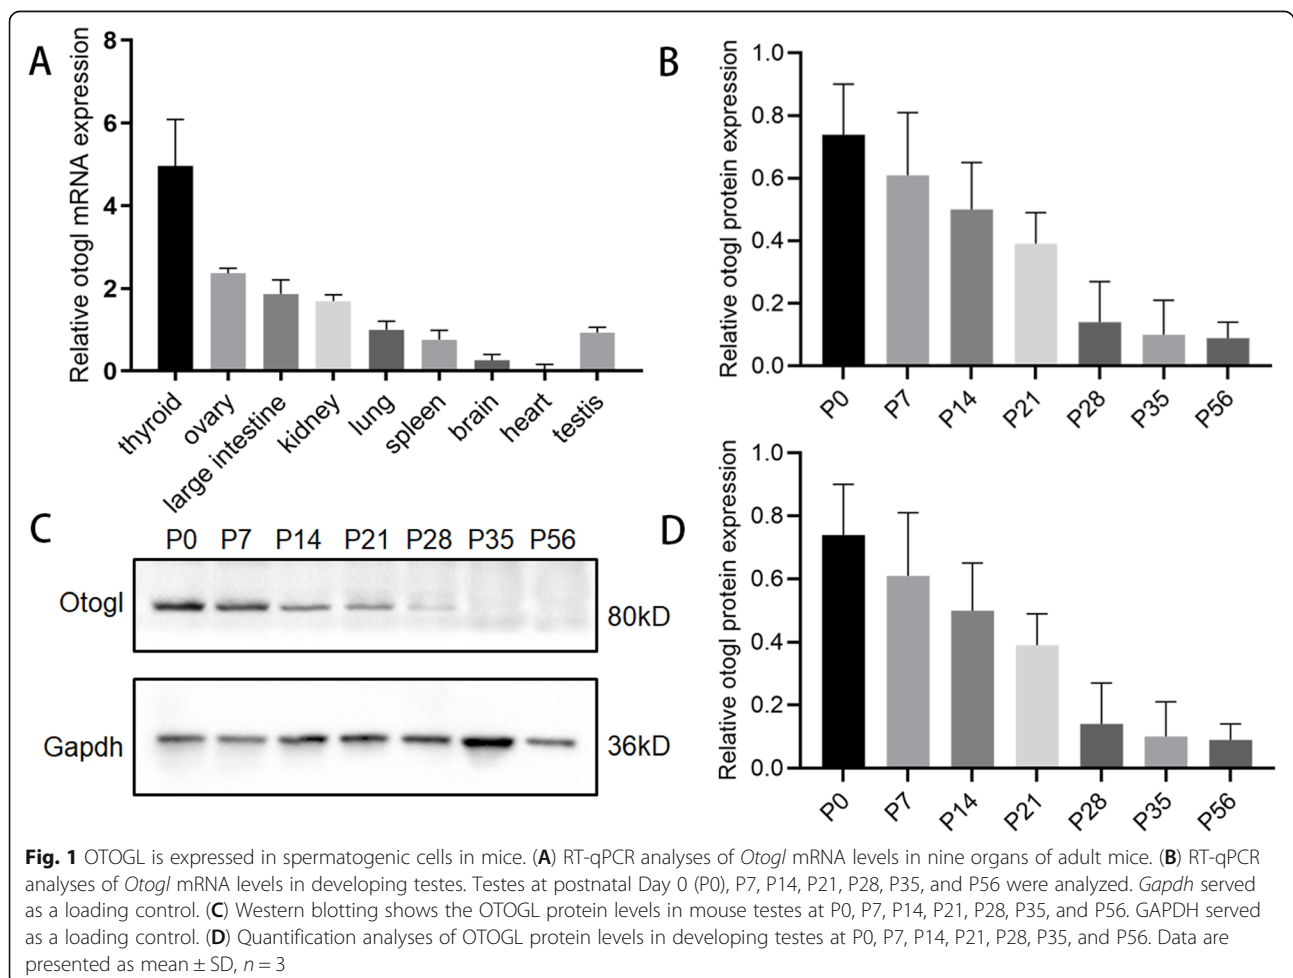 A
Relative otogl mRNA expression
8
6
4
2
0
thyroid
ovary
large intestine
kidney
lung
spleen
brain
heart
testis
B
Relative otogl protein expression
1.0
0.8
0.6
0.4
0.2
0.0
P0
P7
P14
P21
P28
P35
P56
C
P0 P7 P14 P21 P28 P35 P56
Otogl
80kD
Gapdh
36kD
D
Relative otogl protein expression
1.0
0.8
0.6
0.4
0.2
0.0
P0
P7
P14
P21
P28
P35
P56
Fig. 1 OTOGL is expressed in spermatogenic cells in mice. (A) RT-qPCR analyses of Otogl mRNA levels in nine organs of adult mice. (B) RT-qPCR
analyses of Otogl mRNA levels in developing testes. Testes at postnatal Day 0 (P0), P7, P14, P21, P28, P35, and P56 were analyzed. Gapdh served
as a loading control. (C) Western blotting shows the OTOGL protein levels in mouse testes at P0, P7, P14, P21, P28, P35, and P56. GAPDH served
as a loading control. (D) Quantification analyses of OTOGL protein levels in developing testes at P0, P7, P14, P21, P28, P35, and P56. Data are
presented as mean ± SD, n = 3